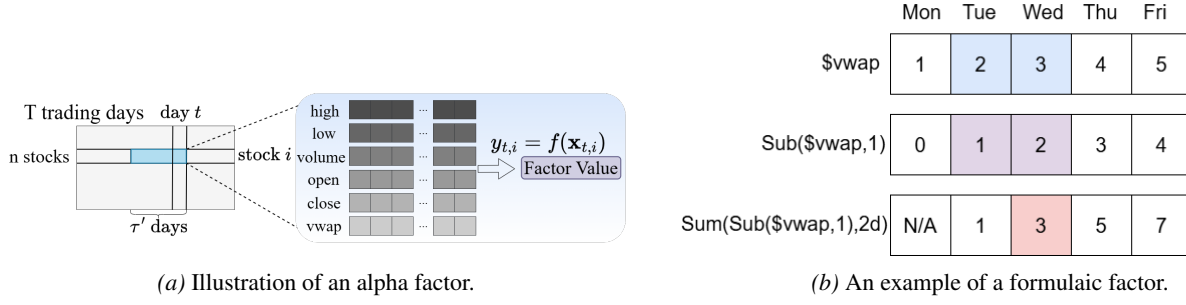 T trading days
day t
n stocks
stock i
τ′ days
high
low
volume
open
close
vwap
...
...
...
...
...
...
y_{t,i} = f(x_{t,i})
Factor Value
(a) Illustration of an alpha factor.
Mon Tue Wed Thu Fri
$vwap 1 2 3 4 5
Sub($vwap,1) 0 1 2 3 4
Sum(Sub($vwap,1),2d) N/A 1 3 5 7
(b) An example of a formulaic factor.